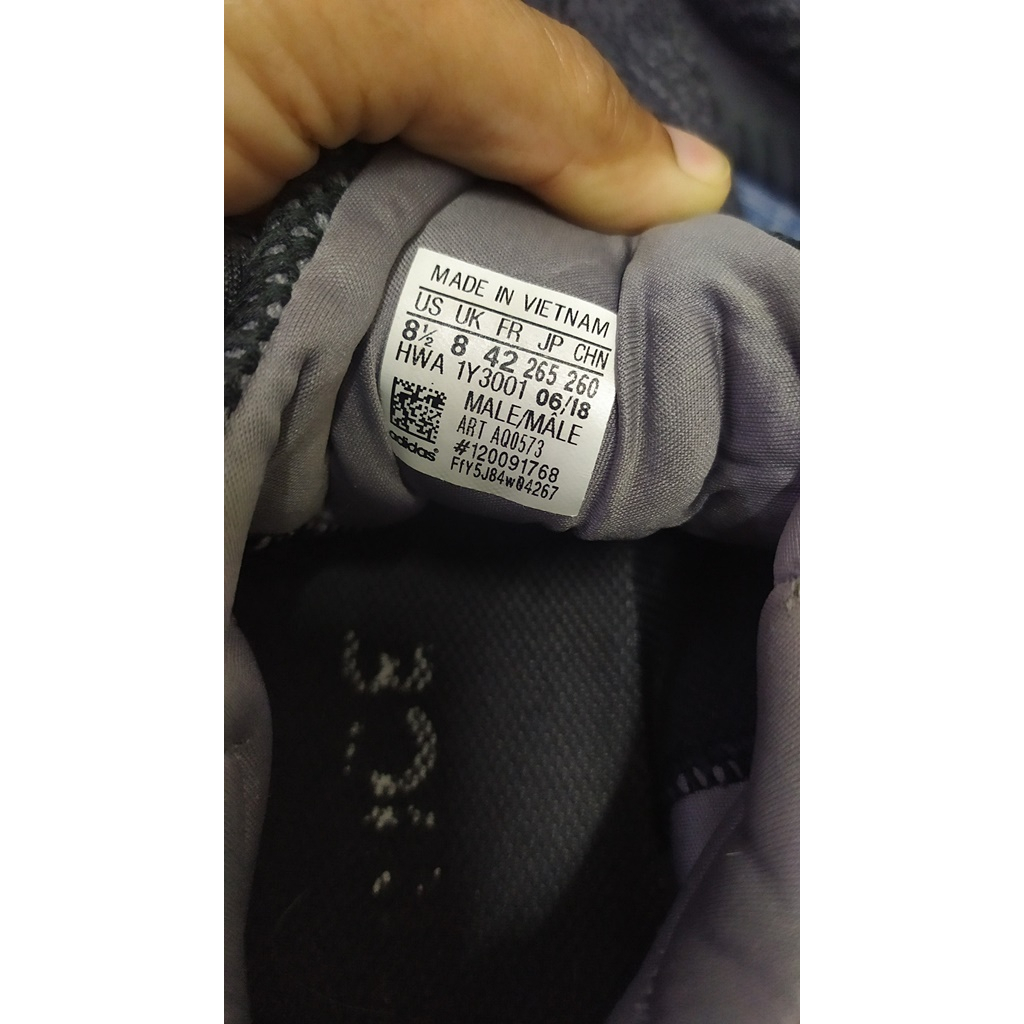 MADE IN VIETNAM
US UK FR JP CHN
8½ 8 42 265 260
HWA 1Y3001 06/18
MALE/MÂLE
ART AQ0573
#120091768
FfY5J84w04267
adidas®